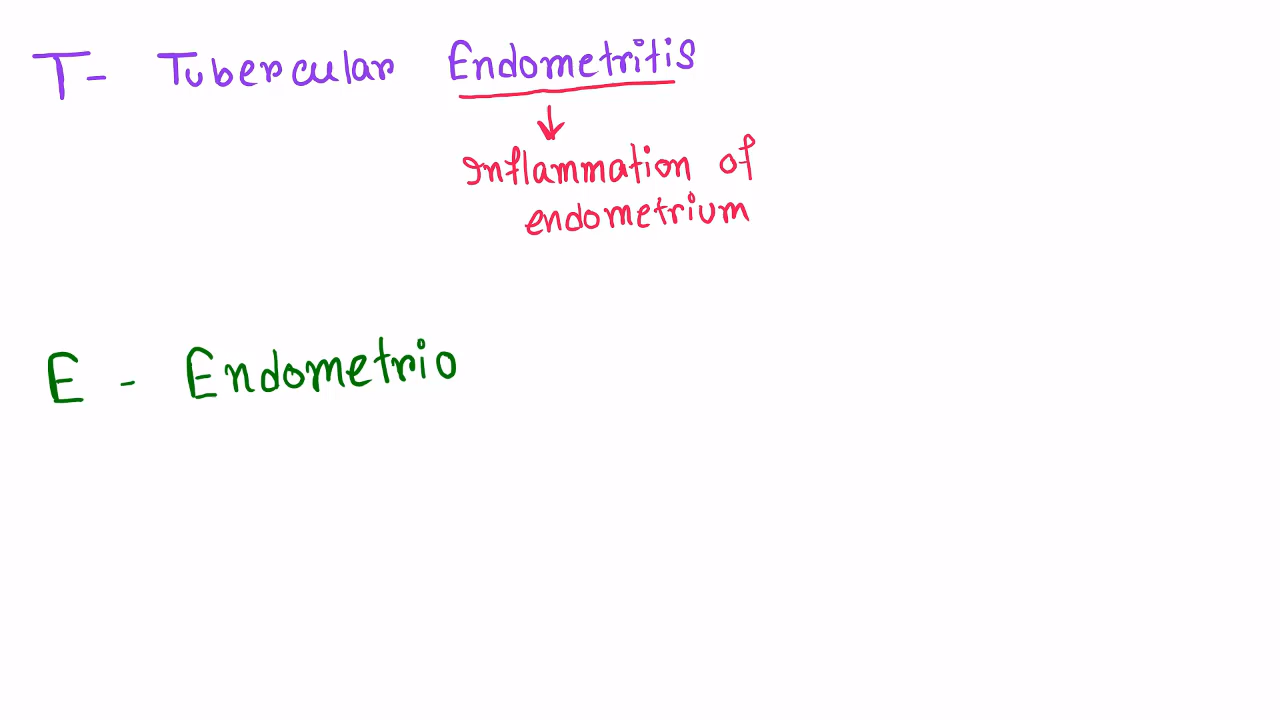 T- Tubercular Endometritis
↓
Inflammation of
endometrium
E - Endometrio